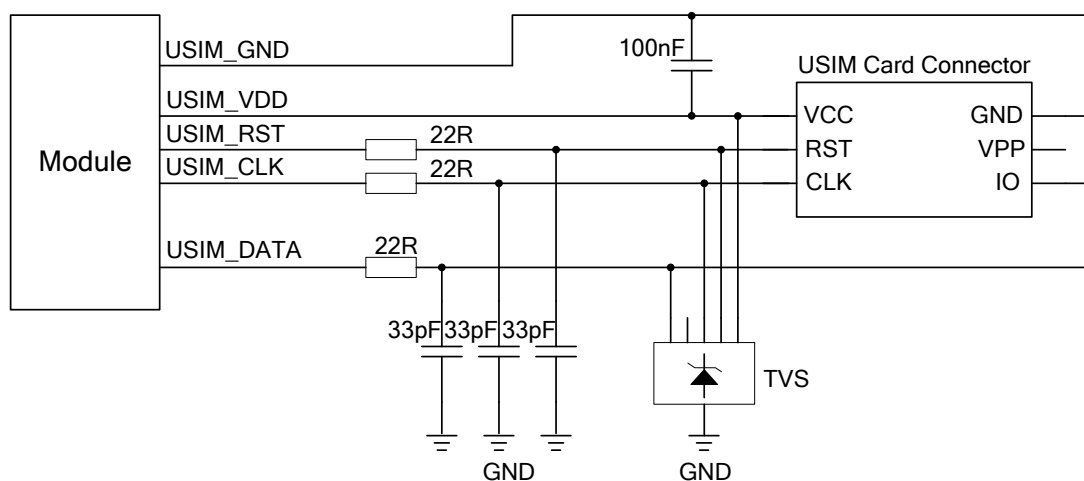 USIM_GND
100nF
USIM Card Connector
USIM_VDD
VCC GND
Module
USIM_RST 22R
RST VPP
USIM_CLK 22R
CLK IO
USIM_DATA 22R
33pF 33pF 33pF
TVS
GND GND